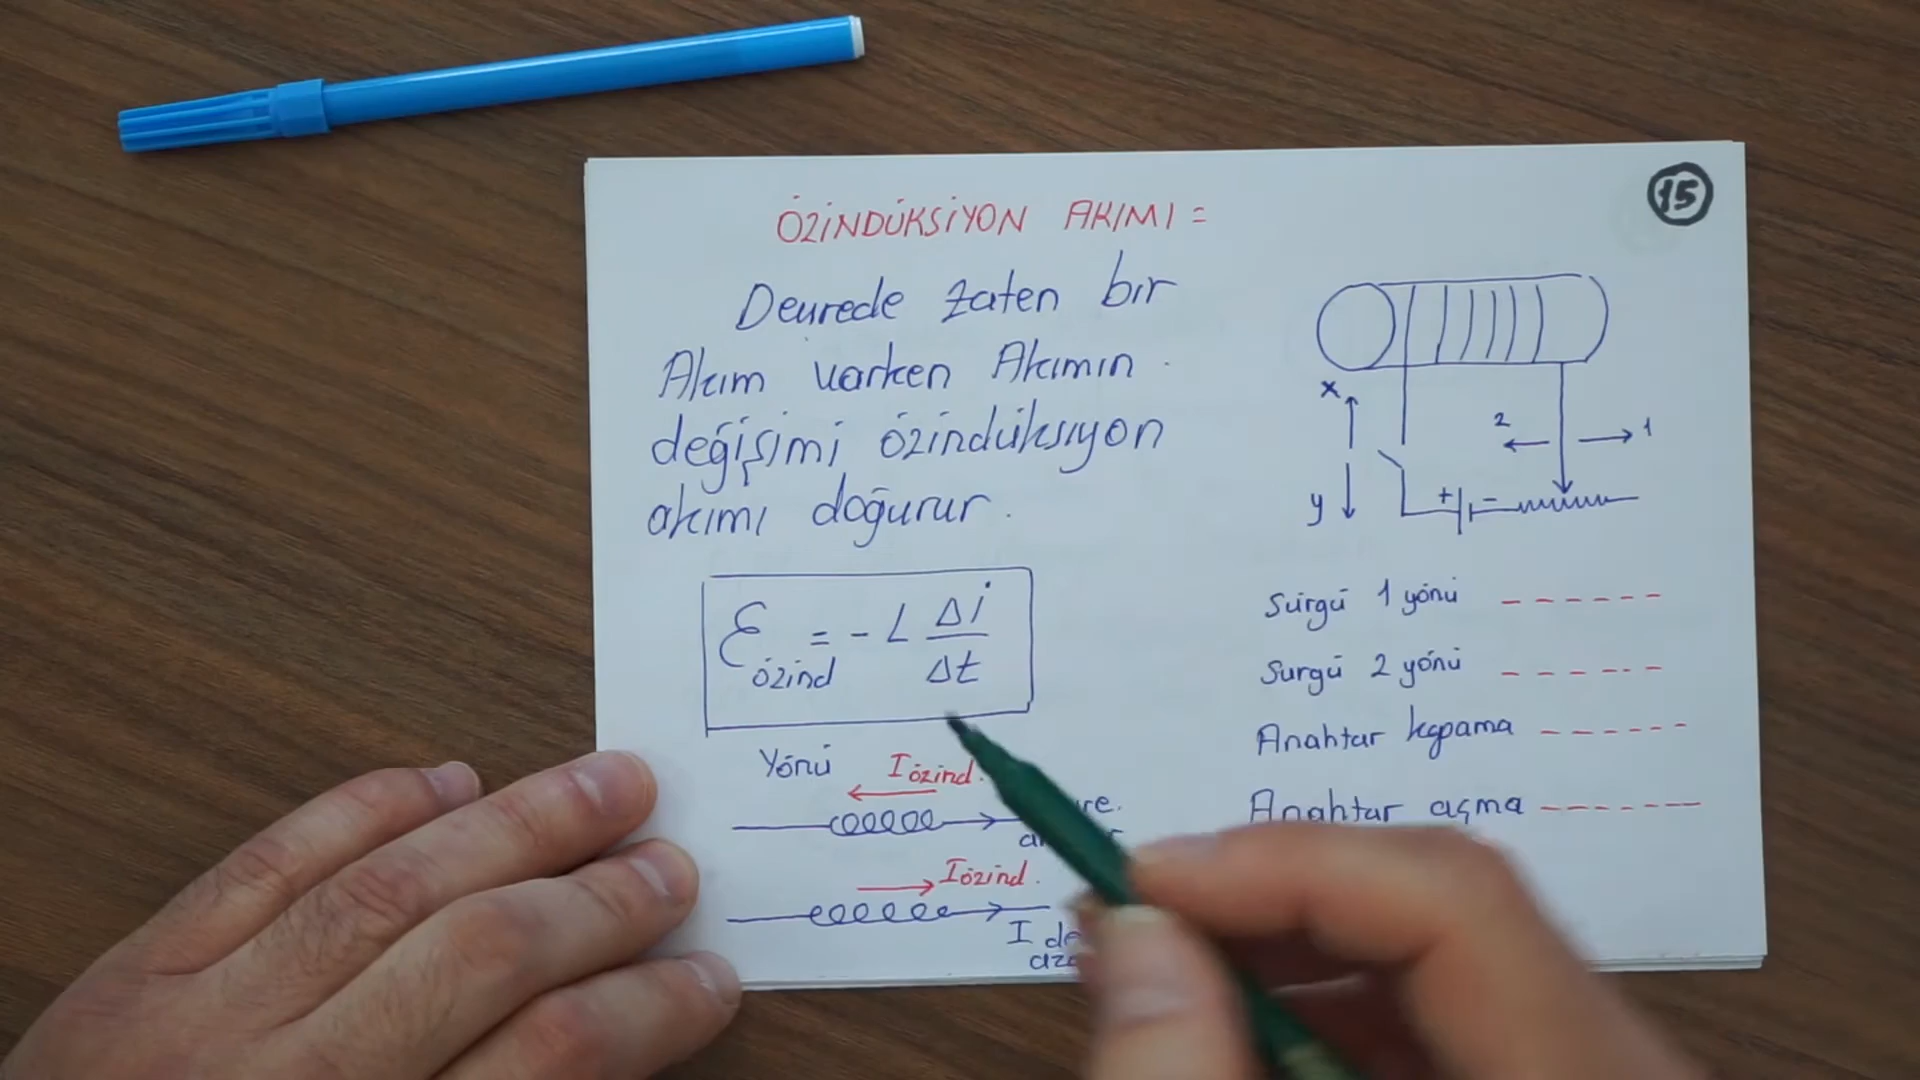 15
ÖZİNDÜKSİYON AKIMI =
Devrede zaten bir
Akım varken Akımın
değişimi özindüksiyon
akımı doğurur.
Ɛözind = - L Δi
Δt
Yönü Iözind.
Iözind.
I
x
y
2
1
+ -
Sürgü 1 yönü ------
Surgü 2 yönü ------
Anahtar kapama ------
Anahtar açma -------